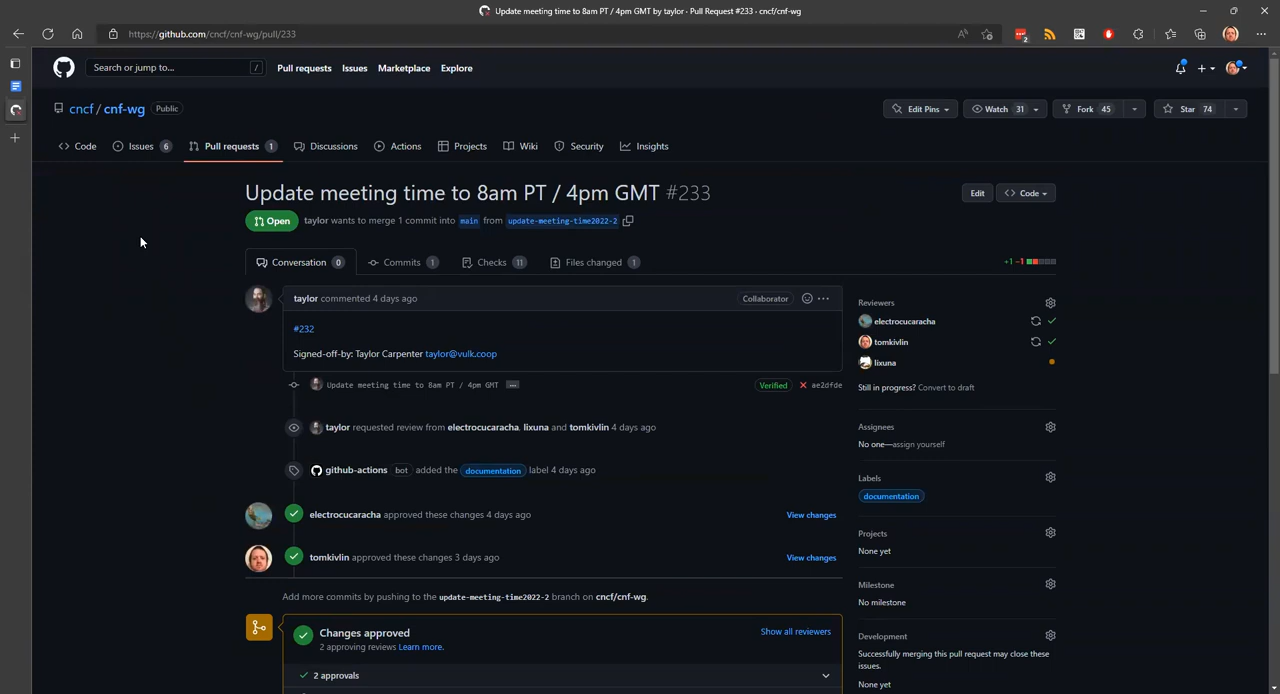 Update meeting time to 8am PT / 4pm GMT by taylor · Pull Request #233 · cncf/cnf-wg
https://github.com/cncf/cnf-wg/pull/233
2
Search or jump to... /
Pull requests Issues Marketplace Explore
cncf / cnf-wg Public
Edit Pins Watch 31 Fork 45 Star 74
Code Issues 6 Pull requests 1 Discussions Actions Projects Wiki Security Insights
Update meeting time to 8am PT / 4pm GMT #233
Edit Code
Open taylor wants to merge 1 commit into main from update-meeting-time2022-2
Conversation 0 Commits 1 Checks 11 Files changed 1
+1 −1
taylor commented 4 days ago Collaborator ···
#232
Signed-off-by: Taylor Carpenter taylor@vulk.coop
Update meeting time to 8am PT / 4pm GMT ... Verified ae2dfde
taylor requested review from electrocucaracha, lixuna and tomkivlin 4 days ago
github-actions bot added the documentation label 4 days ago
electrocucaracha approved these changes 4 days ago View changes
tomkivlin approved these changes 3 days ago View changes
Add more commits by pushing to the update-meeting-time2022-2 branch on cncf/cnf-wg.
Changes approved Show all reviewers
2 approving reviews Learn more.
2 approvals
Reviewers
electrocucaracha
tomkivlin
lixuna
Still in progress? Convert to draft
Assignees
No one—assign yourself
Labels
documentation
Projects
None yet
Milestone
No milestone
Development
Successfully merging this pull request may close these
issues.
None yet